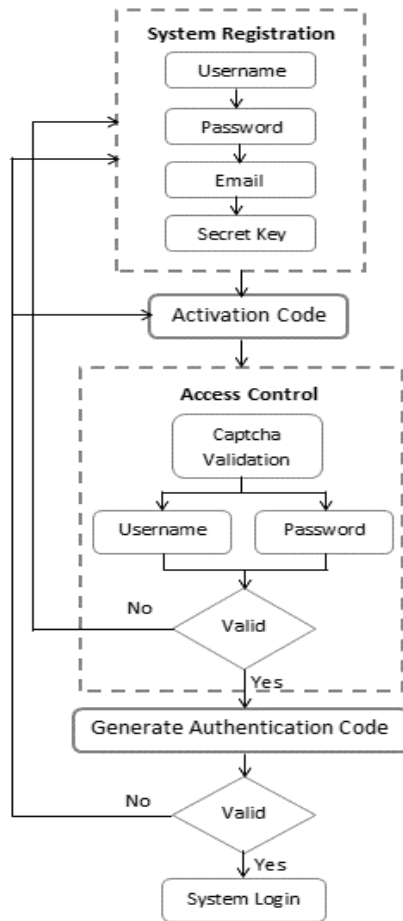 System Registration
Username
Password
Email
Secret Key
Activation Code
Access Control
Captcha
Validation
Username
Password
No
Valid
Yes
Generate Authentication Code
No
Valid
Yes
System Login